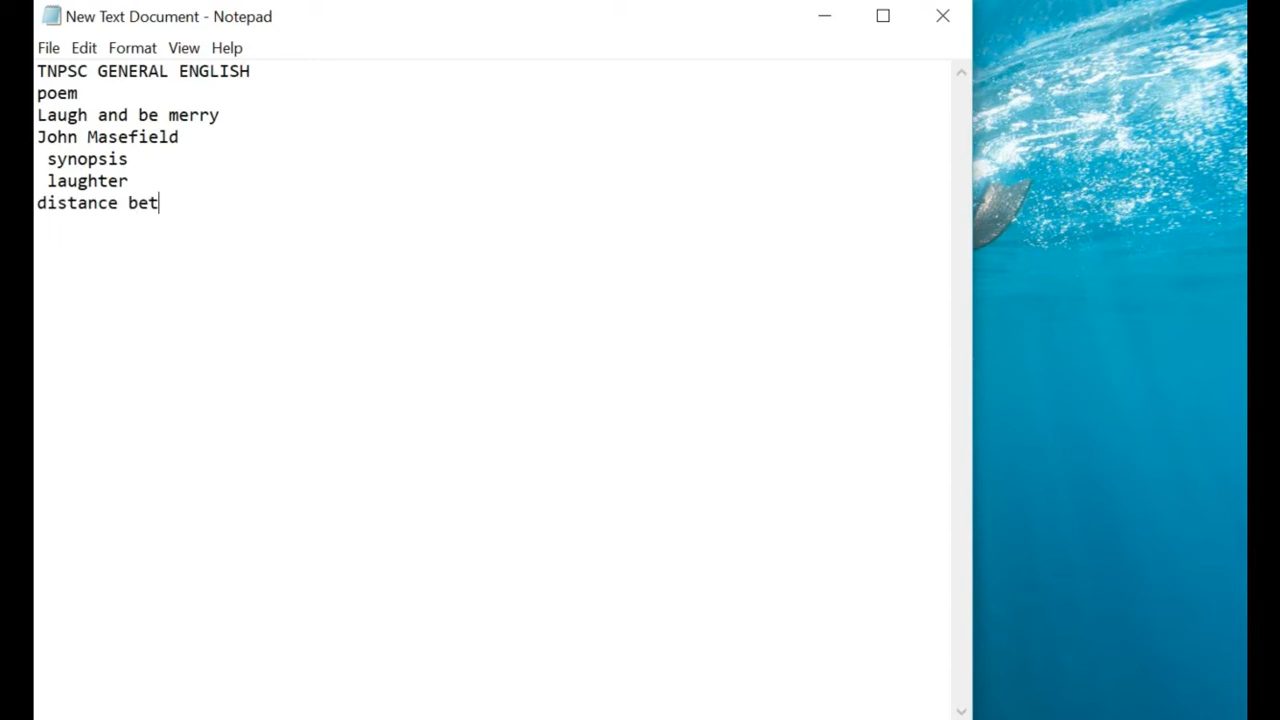 New Text Document - Notepad
File Edit Format View Help
TNPSC GENERAL ENGLISH
poem
Laugh and be merry
John Masefield
synopsis
laughter
distance bet